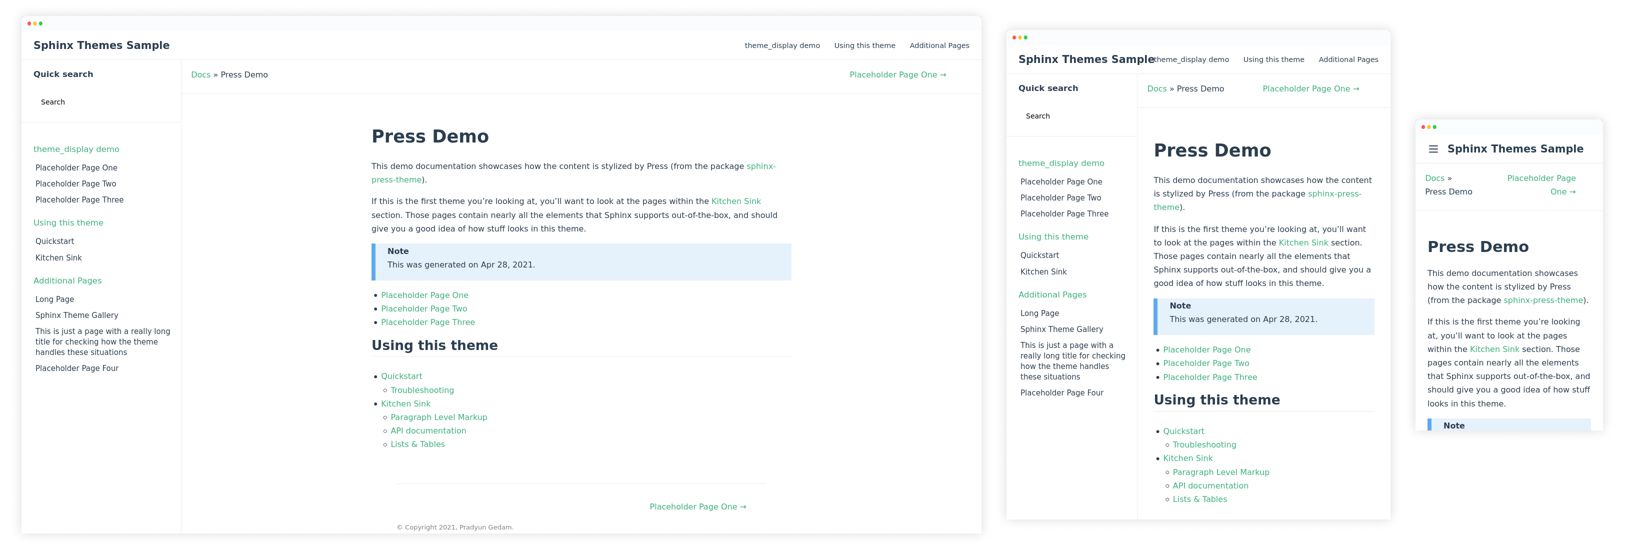 Sphinx Themes Sample
theme_display demo Using this theme Additional Pages
Quick search
Search
theme_display demo
Placeholder Page One
Placeholder Page Two
Placeholder Page Three
Using this theme
Quickstart
Kitchen Sink
Additional Pages
Long Page
Sphinx Theme Gallery
This is just a page with a really long
title for checking how the theme
handles these situations
Placeholder Page Four
Docs » Press Demo
Placeholder Page One →
Press Demo
This demo documentation showcases how the content is stylized by Press (from the package sphinx-
press-theme).
If this is the first theme you’re looking at, you’ll want to look at the pages within the Kitchen Sink
section. Those pages contain nearly all the elements that Sphinx supports out-of-the-box, and should
give you a good idea of how stuff looks in this theme.
Note
This was generated on Apr 28, 2021.
Placeholder Page One
Placeholder Page Two
Placeholder Page Three
Using this theme
Quickstart
Troubleshooting
Kitchen Sink
Paragraph Level Markup
API documentation
Lists & Tables
Placeholder Page One →
© Copyright 2021, Pradyun Gedam.
Sphinx Themes Sample
theme_display demo Using this theme Additional Pages
Quick search
Search
theme_display demo
Placeholder Page One
Placeholder Page Two
Placeholder Page Three
Using this theme
Quickstart
Kitchen Sink
Additional Pages
Long Page
Sphinx Theme Gallery
This is just a page with a
really long title for checking
how the theme handles
these situations
Placeholder Page Four
Docs » Press Demo
Placeholder Page One →
Press Demo
This demo documentation showcases how the content
is stylized by Press (from the package sphinx-press-
theme).
If this is the first theme you’re looking at, you’ll want
to look at the pages within the Kitchen Sink section.
Those pages contain nearly all the elements that
Sphinx supports out-of-the-box, and should give you a
good idea of how stuff looks in this theme.
Note
This was generated on Apr 28, 2021.
Placeholder Page One
Placeholder Page Two
Placeholder Page Three
Using this theme
Quickstart
Troubleshooting
Kitchen Sink
Paragraph Level Markup
API documentation
Lists & Tables
Sphinx Themes Sample
Docs »
Press Demo
Placeholder Page
One →
Press Demo
This demo documentation showcases
how the content is stylized by Press
(from the package sphinx-press-theme).
If this is the first theme you’re looking
at, you’ll want to look at the pages
within the Kitchen Sink section. Those
pages contain nearly all the elements
that Sphinx supports out-of-the-box, and
should give you a good idea of how stuff
looks in this theme.
Note